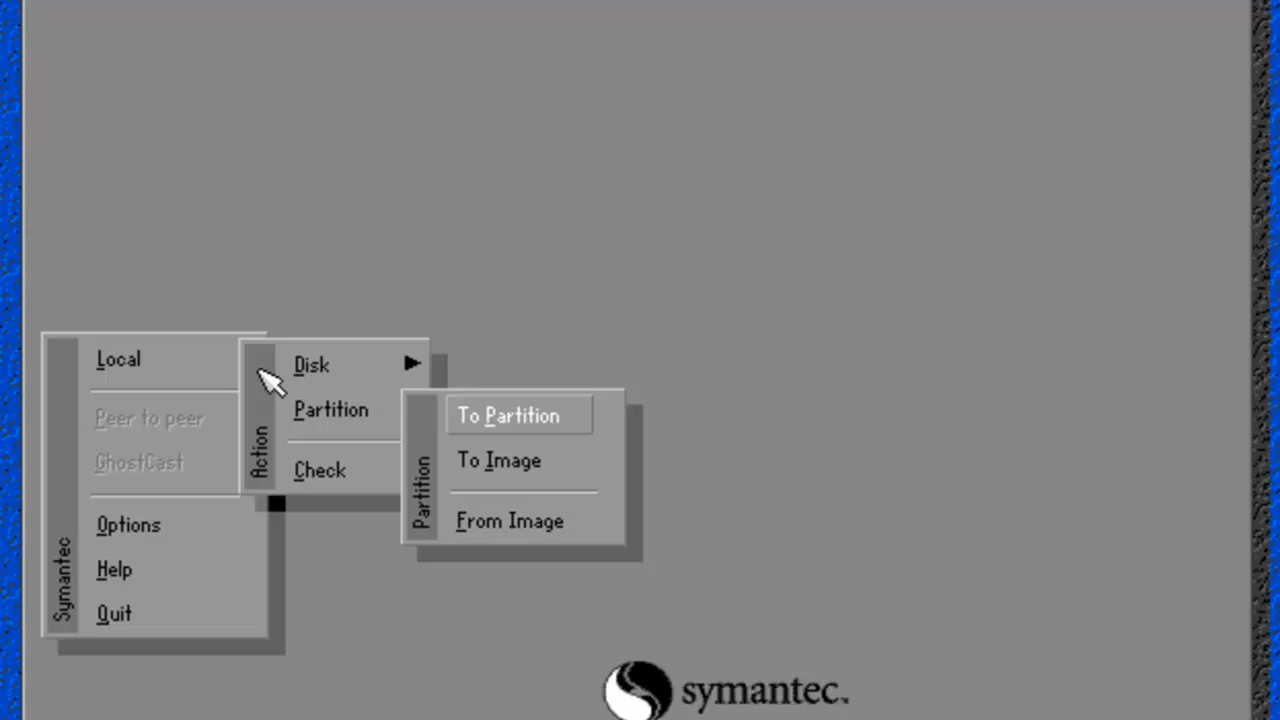 Local
Peer to peer
GhostCast
Options
Help
Quit
Symantec
Disk
Partition
Check
Action
To Partition
To Image
From Image
Partition
symantec.